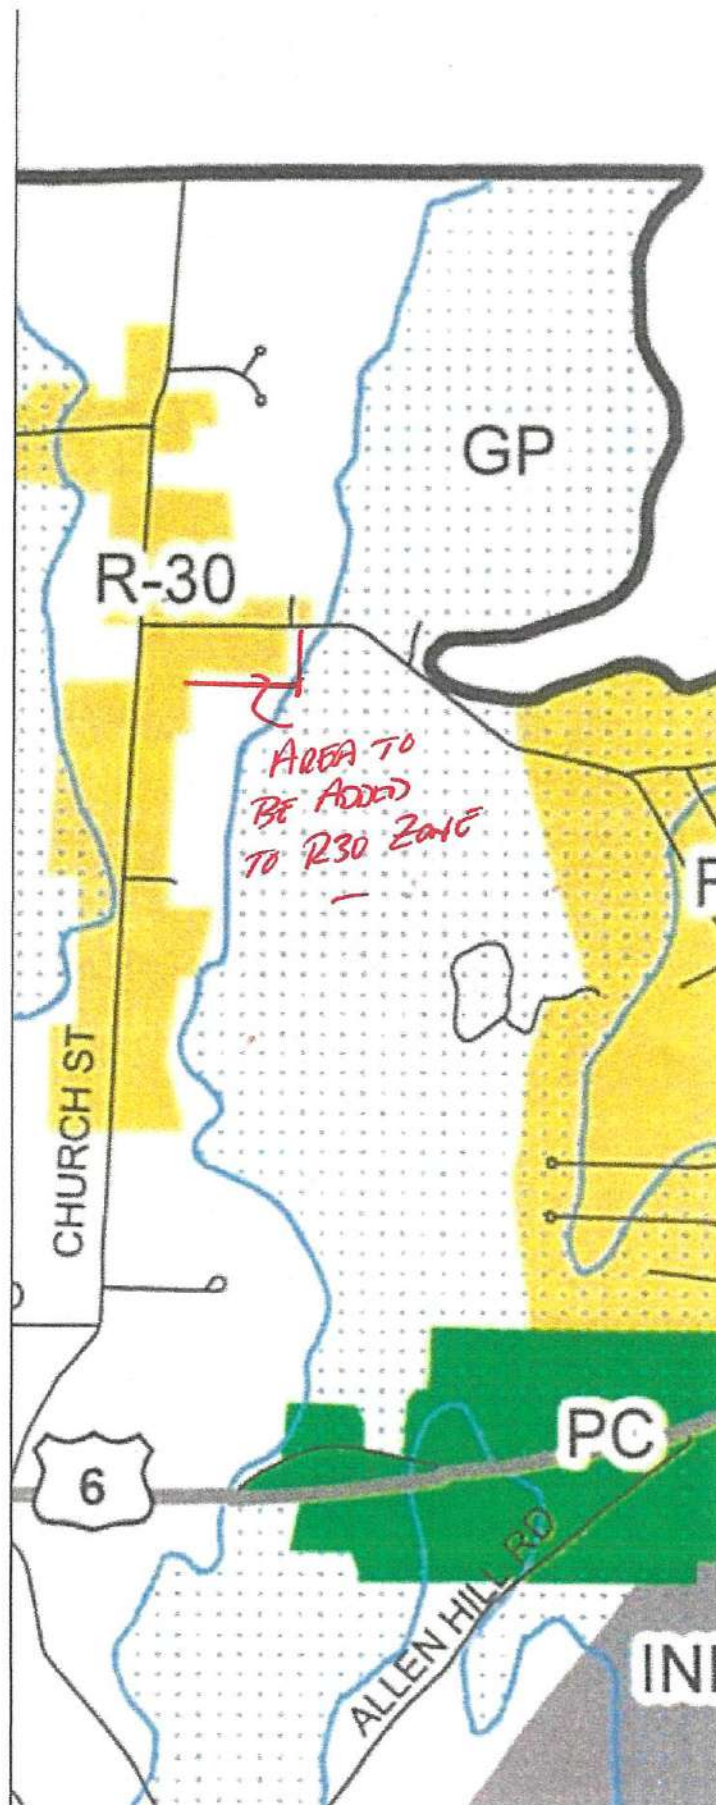 GP
R-30
AREA TO
BE ADDED
TO R30 ZONE
CHURCH ST
PC
6
ALLEN HILL RD